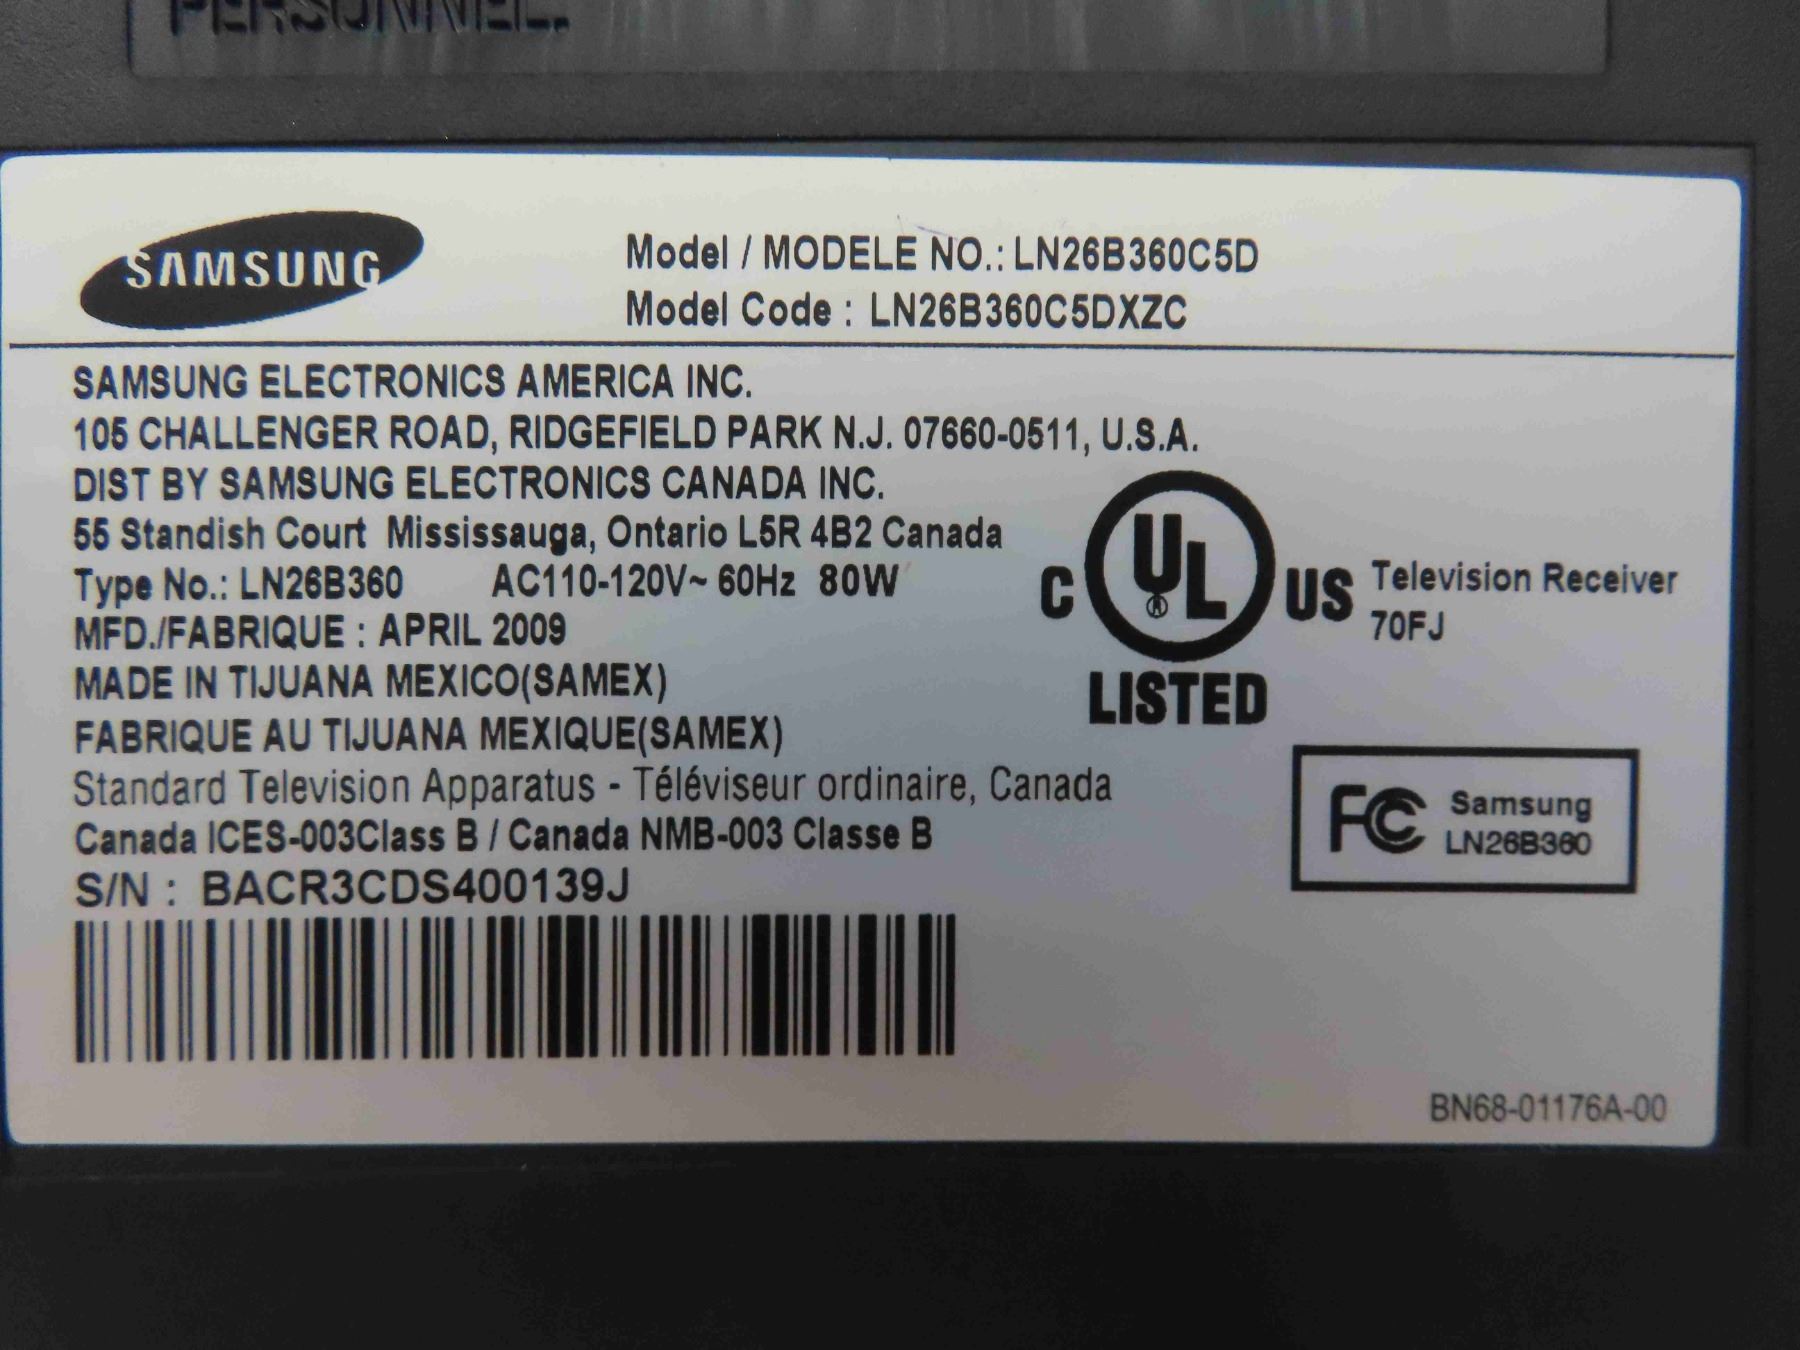 PERSONNEL.
SAMSUNG
Model / MODELE NO.: LN26B360C5D
Model Code : LN26B360C5DXZC
SAMSUNG ELECTRONICS AMERICA INC.
105 CHALLENGER ROAD, RIDGEFIELD PARK N.J. 07660-0511, U.S.A.
DIST BY SAMSUNG ELECTRONICS CANADA INC.
55 Standish Court Mississauga, Ontario L5R 4B2 Canada
Type No.: LN26B360 AC110-120V~ 60Hz 80W
MFD./FABRIQUE : APRIL 2009
MADE IN TIJUANA MEXICO(SAMEX)
FABRIQUE AU TIJUANA MEXIQUE(SAMEX)
Standard Television Apparatus - Téléviseur ordinaire, Canada
Canada ICES-003Class B / Canada NMB-003 Classe B
S/N : BACR3CDS400139J
C UL® US
LISTED
Television Receiver
70FJ
FC Samsung
LN26B360
BN68-01176A-00